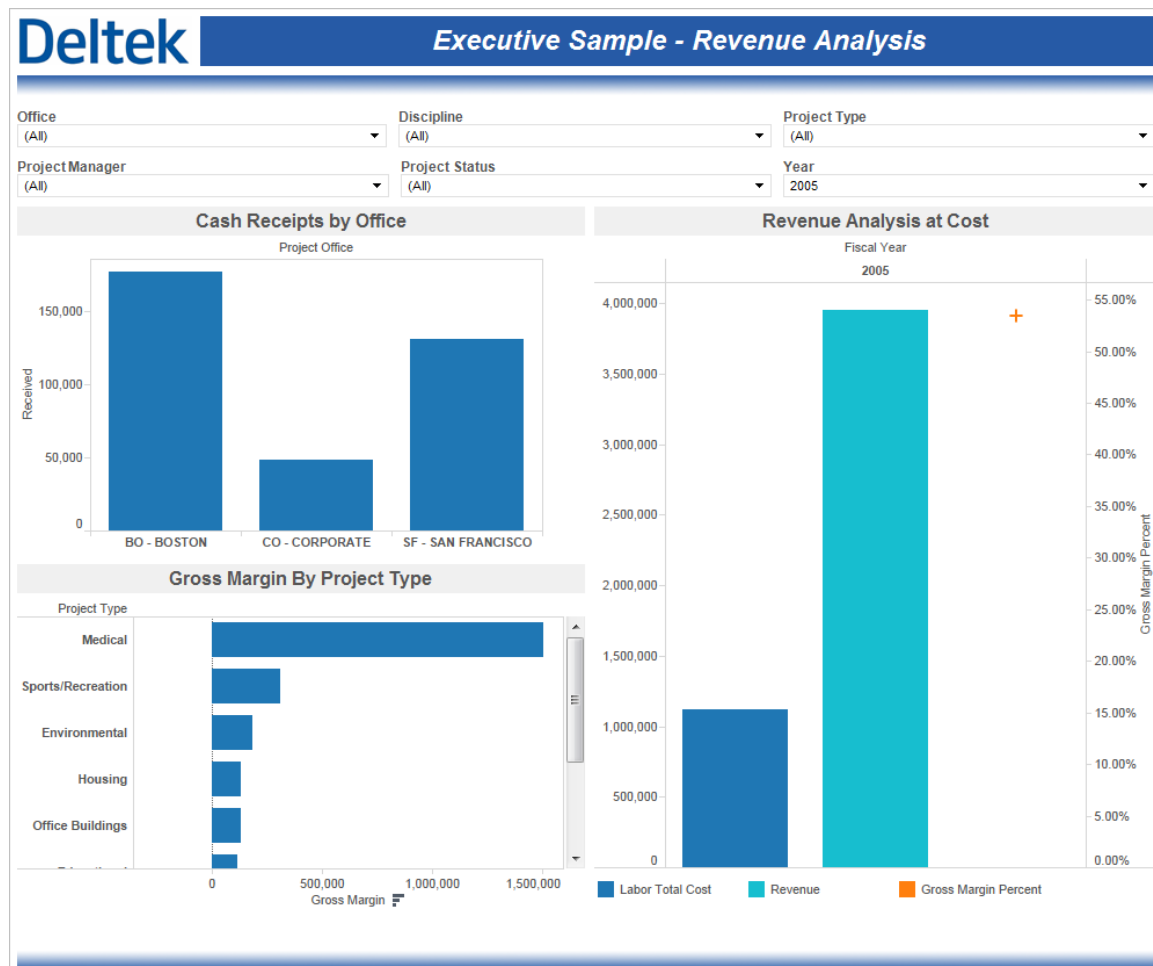 Deltek
Executive Sample - Revenue Analysis
Office
(All)
Discipline
(All)
Project Type
(All)
Project Manager
(All)
Project Status
(All)
Year
2005
Cash Receipts by Office
Project Office
Received
150,000
100,000
50,000
0
BO - BOSTON
CO - CORPORATE
SF - SAN FRANCISCO
Gross Margin By Project Type
Project Type
Medical
Sports/Recreation
Environmental
Housing
Office Buildings
0
500,000
1,000,000
1,500,000
Gross Margin
Revenue Analysis at Cost
Fiscal Year
2005
4,000,000
3,500,000
3,000,000
2,500,000
2,000,000
1,500,000
1,000,000
500,000
0
55.00%
50.00%
45.00%
40.00%
35.00%
30.00%
25.00%
20.00%
15.00%
10.00%
5.00%
0.00%
Gross Margin Percent
Labor Total Cost
Revenue
Gross Margin Percent